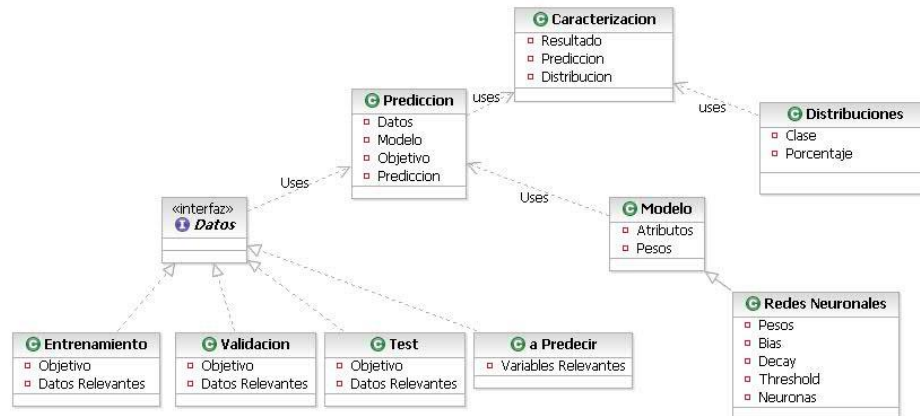 Caracterizacion
Resultado
Prediccion
Distribucion
uses
uses
Prediccion
Datos
Modelo
Objetivo
Prediccion
Distribuciones
Clase
Porcentaje
Uses
Uses
«interfaz»
Datos
Modelo
Atributos
Pesos
Redes Neuronales
Pesos
Bias
Decay
Threshold
Neuronas
Entrenamiento
Objetivo
Datos Relevantes
Validacion
Objetivo
Datos Relevantes
Test
Objetivo
Datos Relevantes
a Predecir
Variables Relevantes